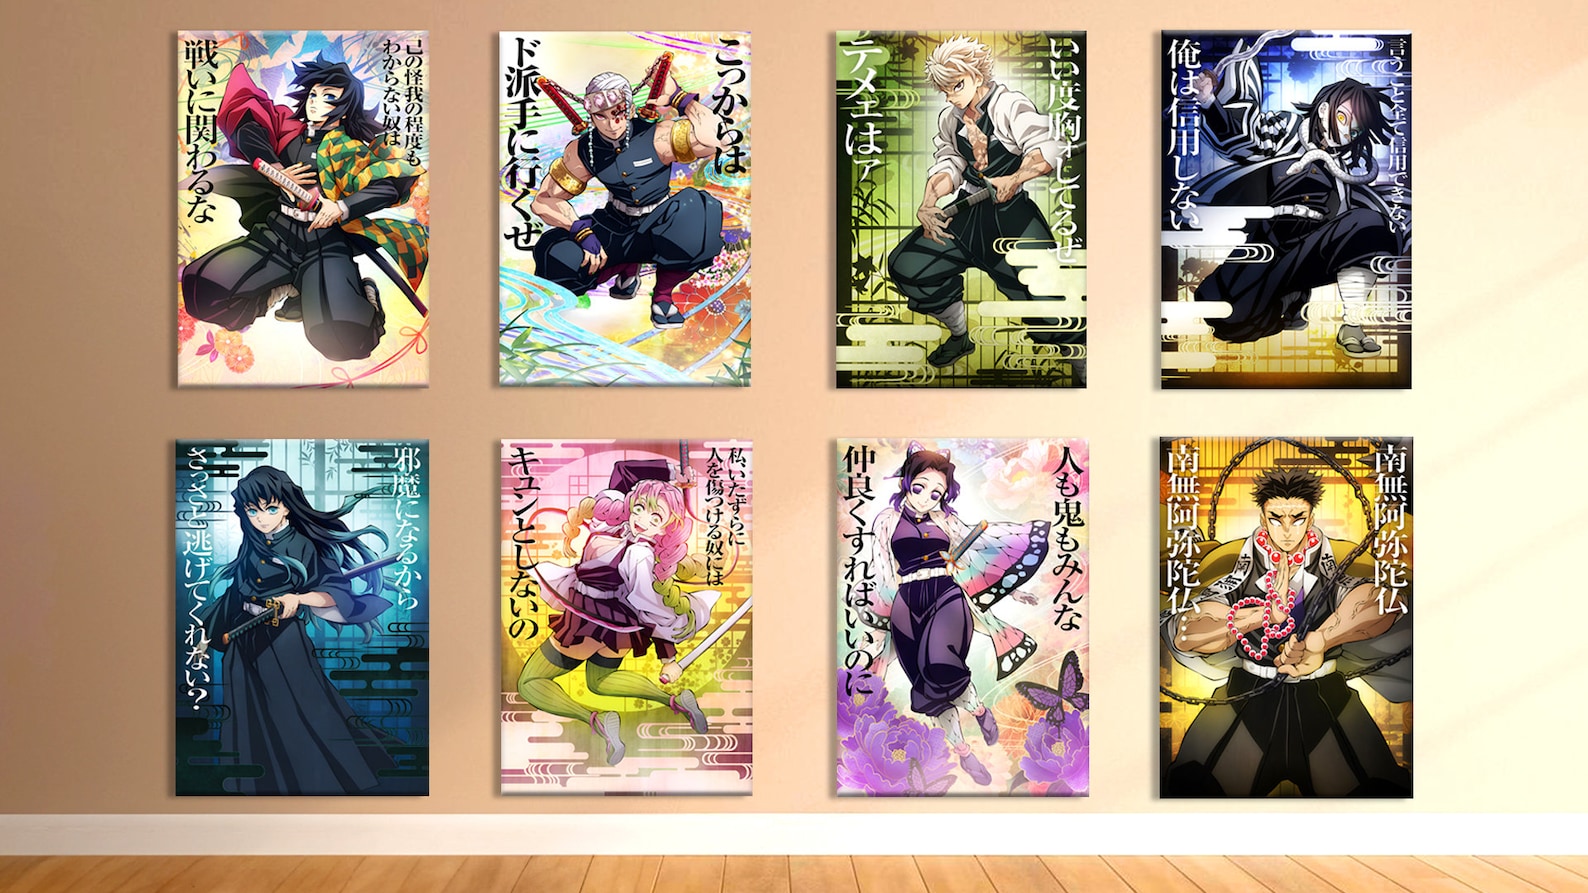 己の怪我の程度も
わからない奴は
戦いに関わるな
こっからは
ド派手に行くぜ
いい度胸ォしてるぜ
テメェはァ
言うこと全て信用できない
俺は信用しない
邪魔になるから
さっさと逃げてくれない？
私、いたずらに
人を傷つける奴には
キュンとしないの
人も鬼もみんな
仲良くすればいいのに
南無阿弥陀仏
南無阿弥陀仏…